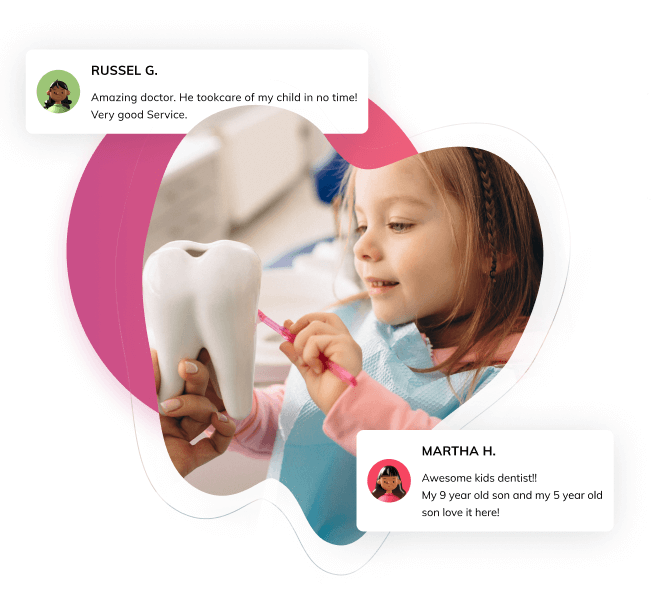 RUSSEL G.
Amazing doctor. He tookcare of my child in no time!
Very good Service.
MARTHA H.
Awesome kids dentist!!
My 9 year old son and my 5 year old
son love it here!